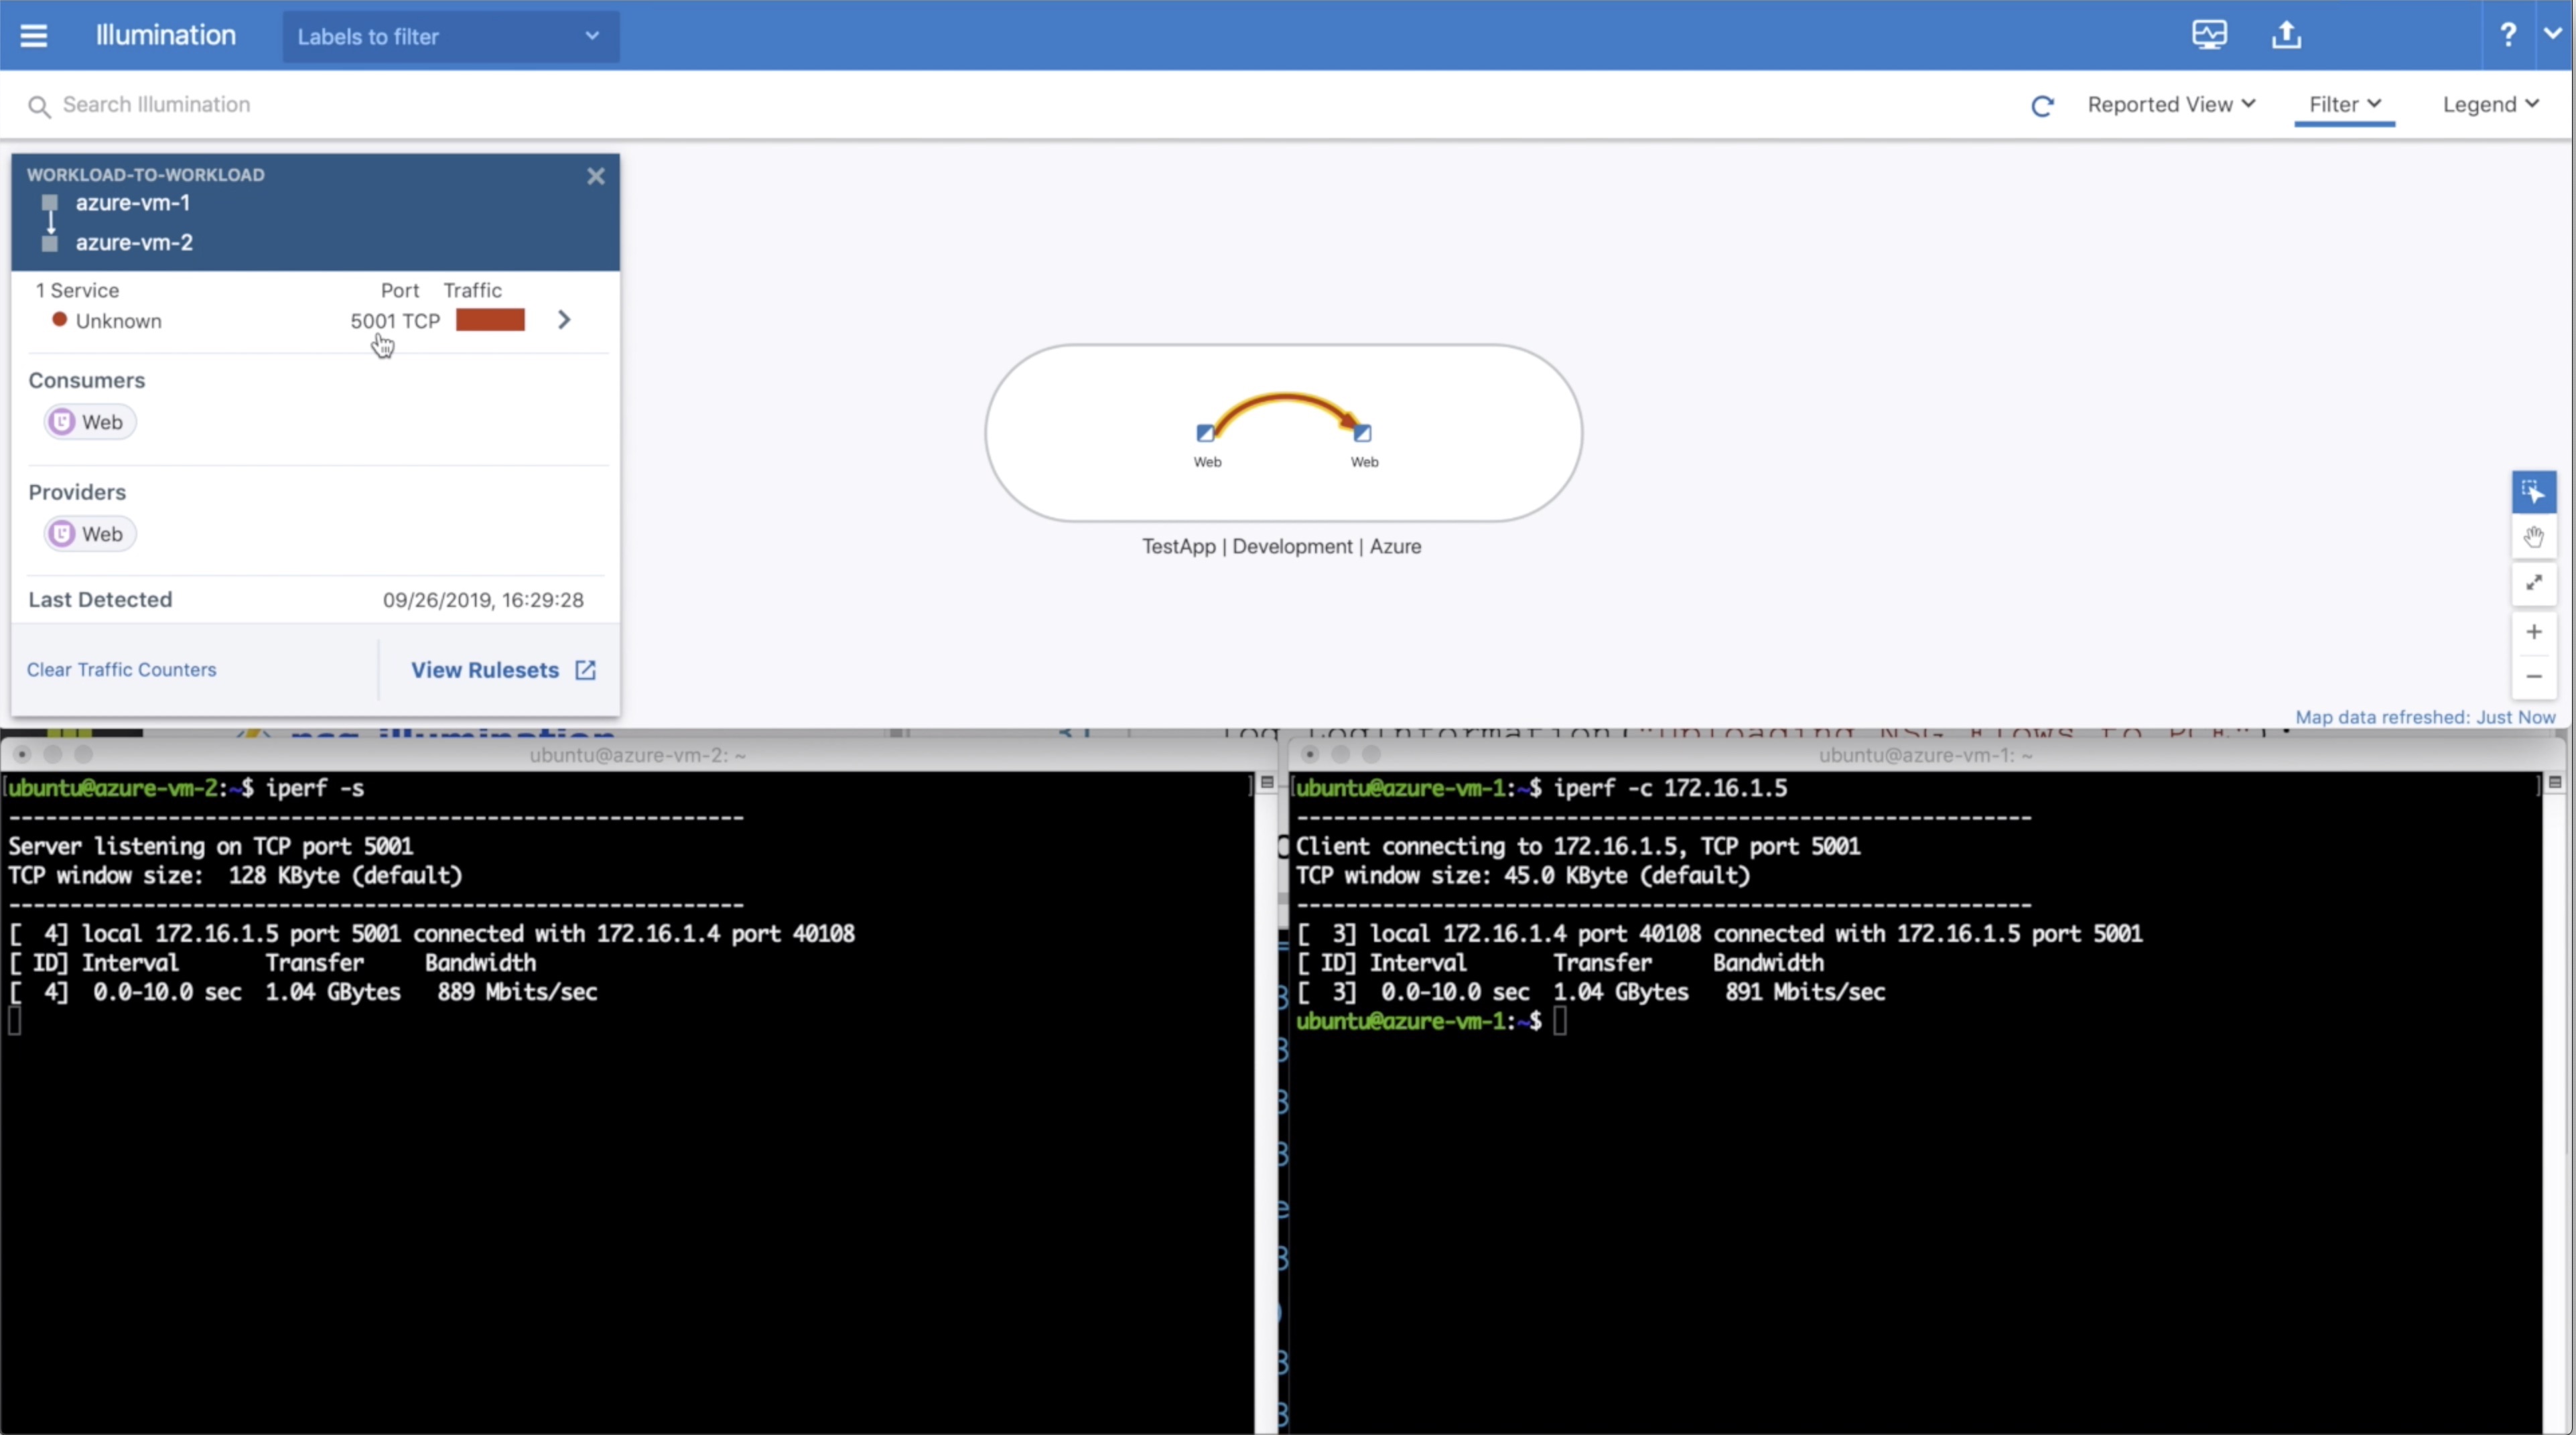 Illumination
Labels to filter
?
Search Illumination
Reported View
Filter
Legend
WORKLOAD-TO-WORKLOAD
azure-vm-1
azure-vm-2
1 Service Port Traffic
Unknown 5001 TCP
Consumers
Web
Providers
Web
Last Detected 09/26/2019, 16:29:28
Clear Traffic Counters
View Rulesets
Web Web
TestApp | Development | Azure
Map data refreshed: Just Now
ubuntu@azure-vm-2: ~
[ubuntu@azure-vm-2:~$ iperf -s ]
------------------------------------------------------------
Server listening on TCP port 5001
TCP window size:  128 KByte (default)
------------------------------------------------------------
[  4] local 172.16.1.5 port 5001 connected with 172.16.1.4 port 40108
[ ID] Interval       Transfer     Bandwidth
[  4]  0.0-10.0 sec  1.04 GBytes   889 Mbits/sec
ubuntu@azure-vm-1: ~
[ubuntu@azure-vm-1:~$ iperf -c 172.16.1.5 ]
------------------------------------------------------------
Client connecting to 172.16.1.5, TCP port 5001
TCP window size: 45.0 KByte (default)
------------------------------------------------------------
[  3] local 172.16.1.4 port 40108 connected with 172.16.1.5 port 5001
[ ID] Interval       Transfer     Bandwidth
[  3]  0.0-10.0 sec  1.04 GBytes   891 Mbits/sec
ubuntu@azure-vm-1:~$